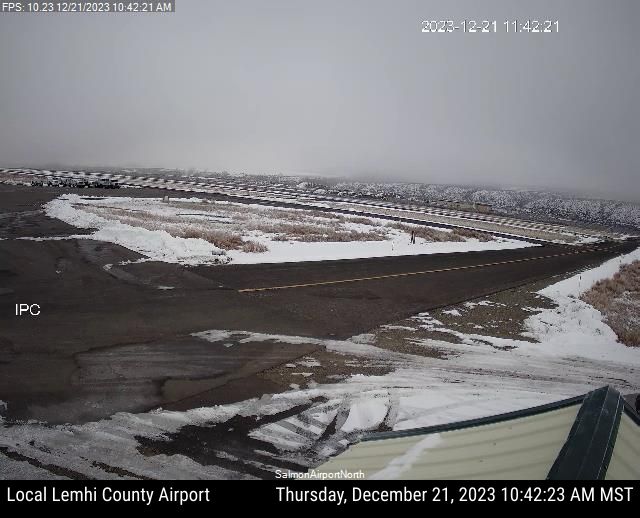 FPS: 10.23 12/21/2023 10:42:21 AM
2023-12-21 11:42:21
IPC
SalmonAirportNorth
Local Lemhi County Airport Thursday, December 21, 2023 10:42:23 AM MST